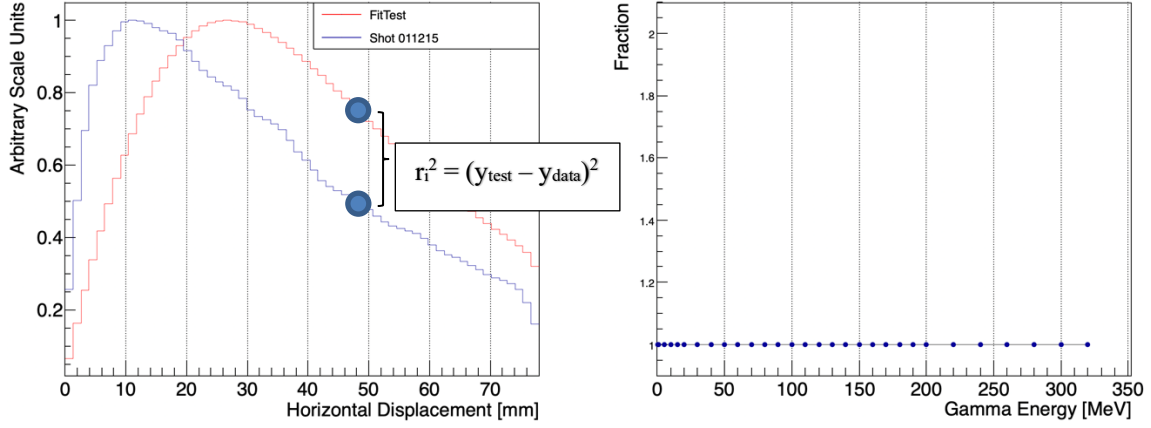 FitTest
Shot 011215
Arbitrary Scale Units
1
0.8
0.6
0.4
0.2
0 10 20 30 40 50 60 70
Horizontal Displacement [mm]
rᵢ² = (y_test – y_data)²
Fraction
2
1.8
1.6
1.4
1.2
1
0 50 100 150 200 250 300 350
Gamma Energy [MeV]